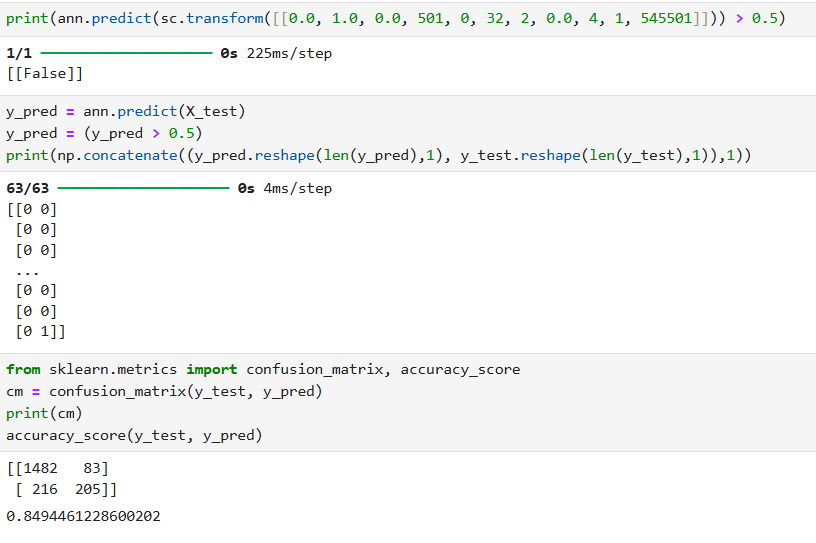 print(ann.predict(sc.transform([[0.0, 1.0, 0.0, 501, 0, 32, 2, 0.0, 4, 1, 545501]])) > 0.5)
1/1 ━━━━━━━━━━━━━━━━━━━━ 0s 225ms/step
[[False]]
y_pred = ann.predict(X_test)
y_pred = (y_pred > 0.5)
print(np.concatenate((y_pred.reshape(len(y_pred),1), y_test.reshape(len(y_test),1)),1))
63/63 ━━━━━━━━━━━━━━━━━━━━ 0s 4ms/step
[[0 0]
 [0 0]
 [0 0]
 ...
 [0 0]
 [0 0]
 [0 1]]
from sklearn.metrics import confusion_matrix, accuracy_score
cm = confusion_matrix(y_test, y_pred)
print(cm)
accuracy_score(y_test, y_pred)
[[1482   83]
 [ 216  205]]
0.8494461228600202